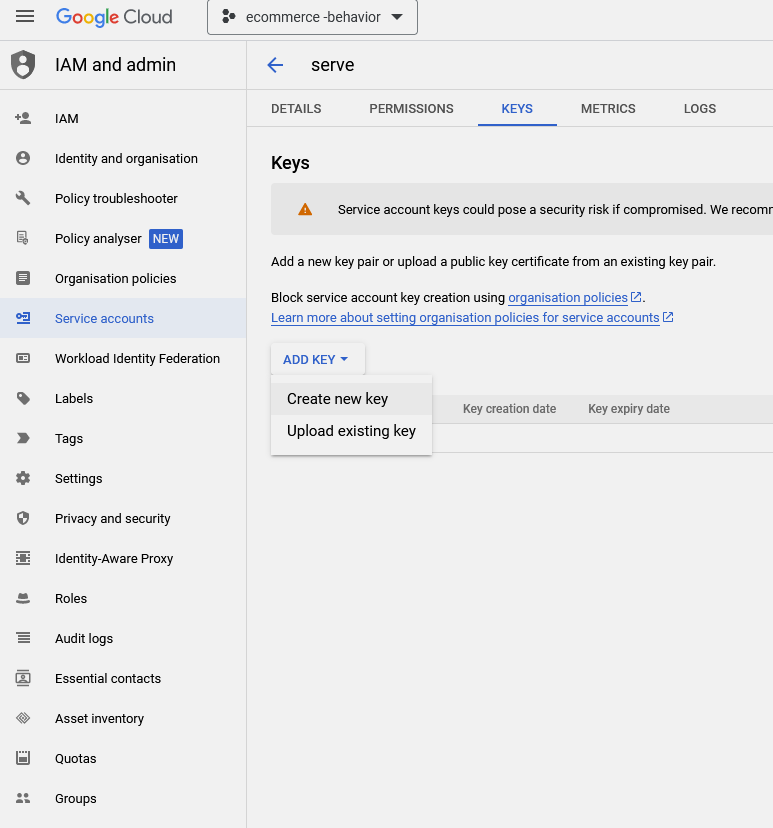 Google Cloud
ecommerce -behavior
IAM and admin
serve
DETAILS PERMISSIONS KEYS METRICS LOGS
IAM
Identity and organisation
Policy troubleshooter
Policy analyser NEW
Organisation policies
Service accounts
Workload Identity Federation
Labels
Tags
Settings
Privacy and security
Identity-Aware Proxy
Roles
Audit logs
Essential contacts
Asset inventory
Quotas
Groups
Keys
Service account keys could pose a security risk if compromised. We recomm
Add a new key pair or upload a public key certificate from an existing key pair.
Block service account key creation using organisation policies.
Learn more about setting organisation policies for service accounts
ADD KEY
Create new key
Upload existing key
Key creation date Key expiry date